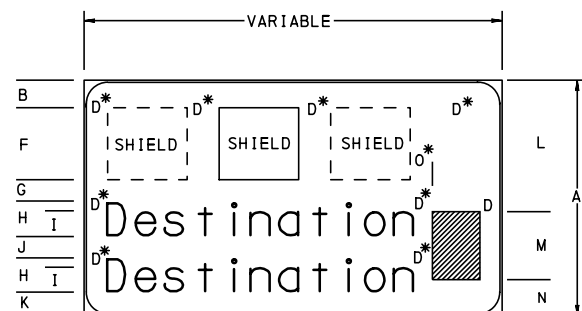 VARIABLE
B D* D* D* D*
F SHIELD SHIELD SHIELD L
O*
G A
D* D* D
H I Destination
J M
D* D*
H I Destination
K N